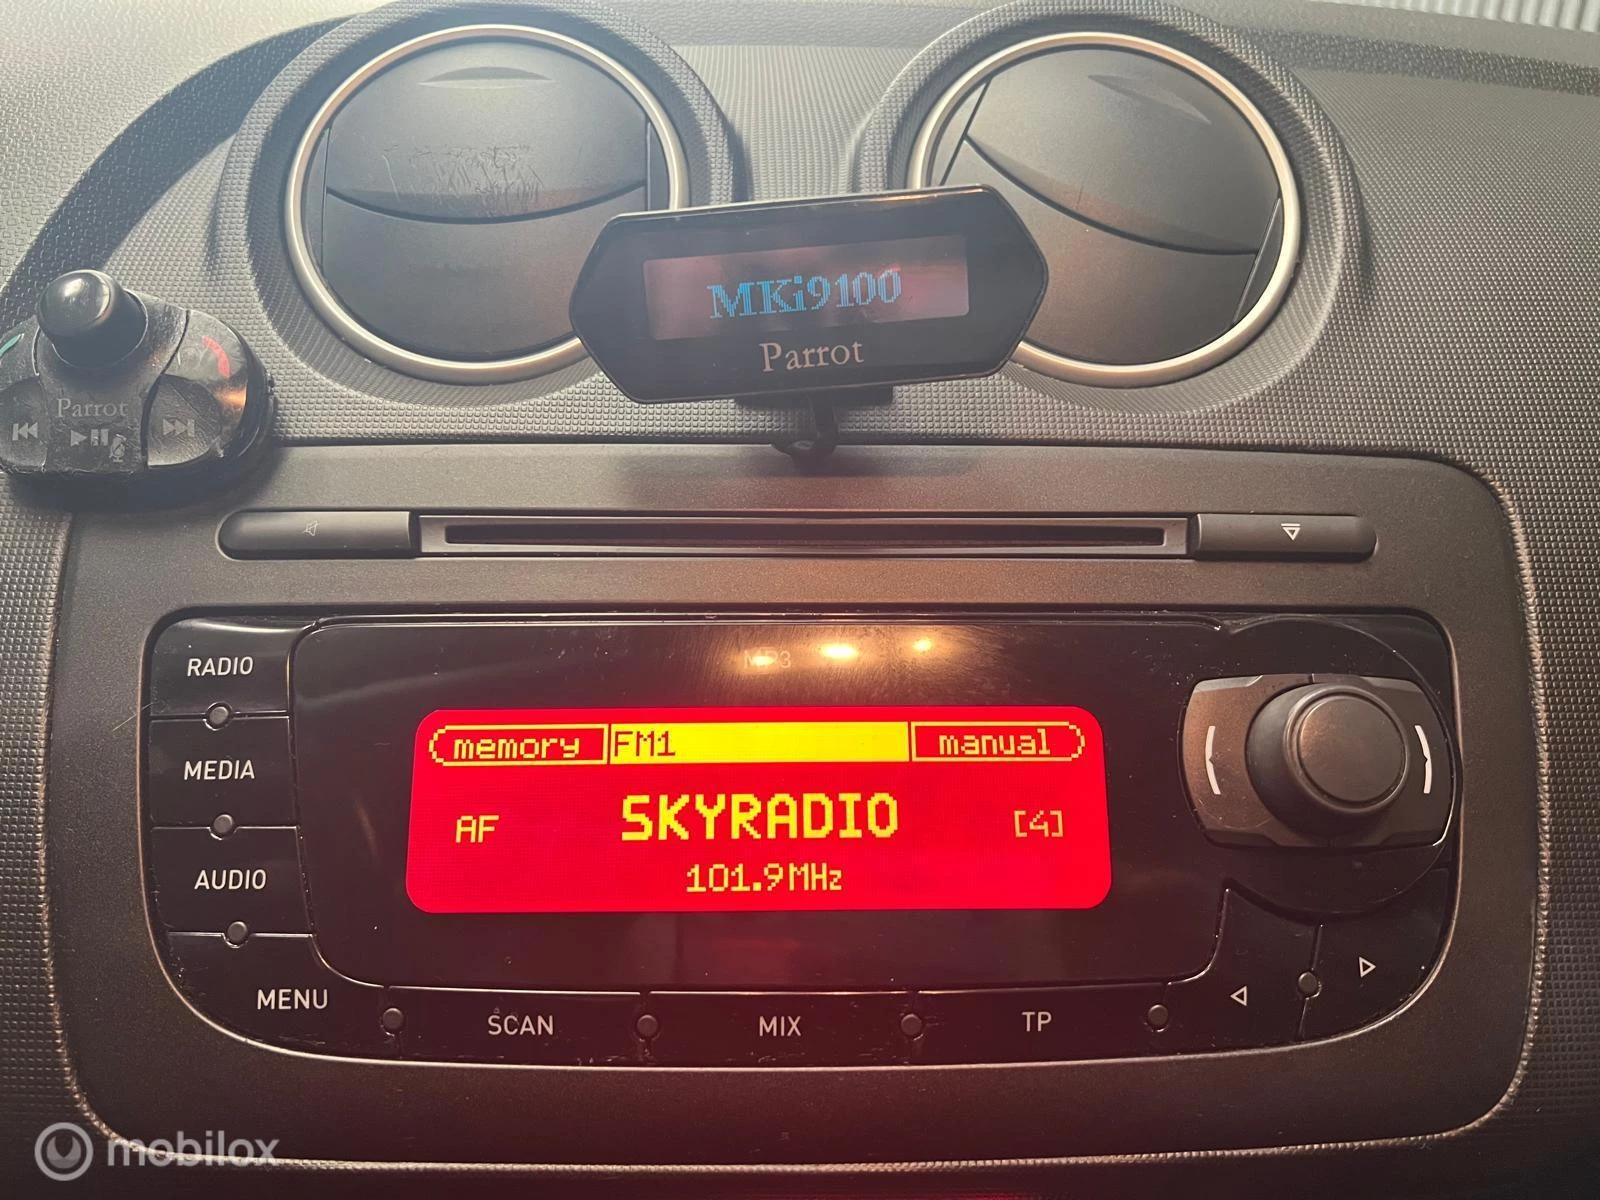 MKi9100
Parrot
Parrot
MP3
RADIO
MEDIA
AUDIO
MENU
memory FM1 manual
AF SKYRADIO [4]
101.9MHz
SCAN MIX TP
mobilox